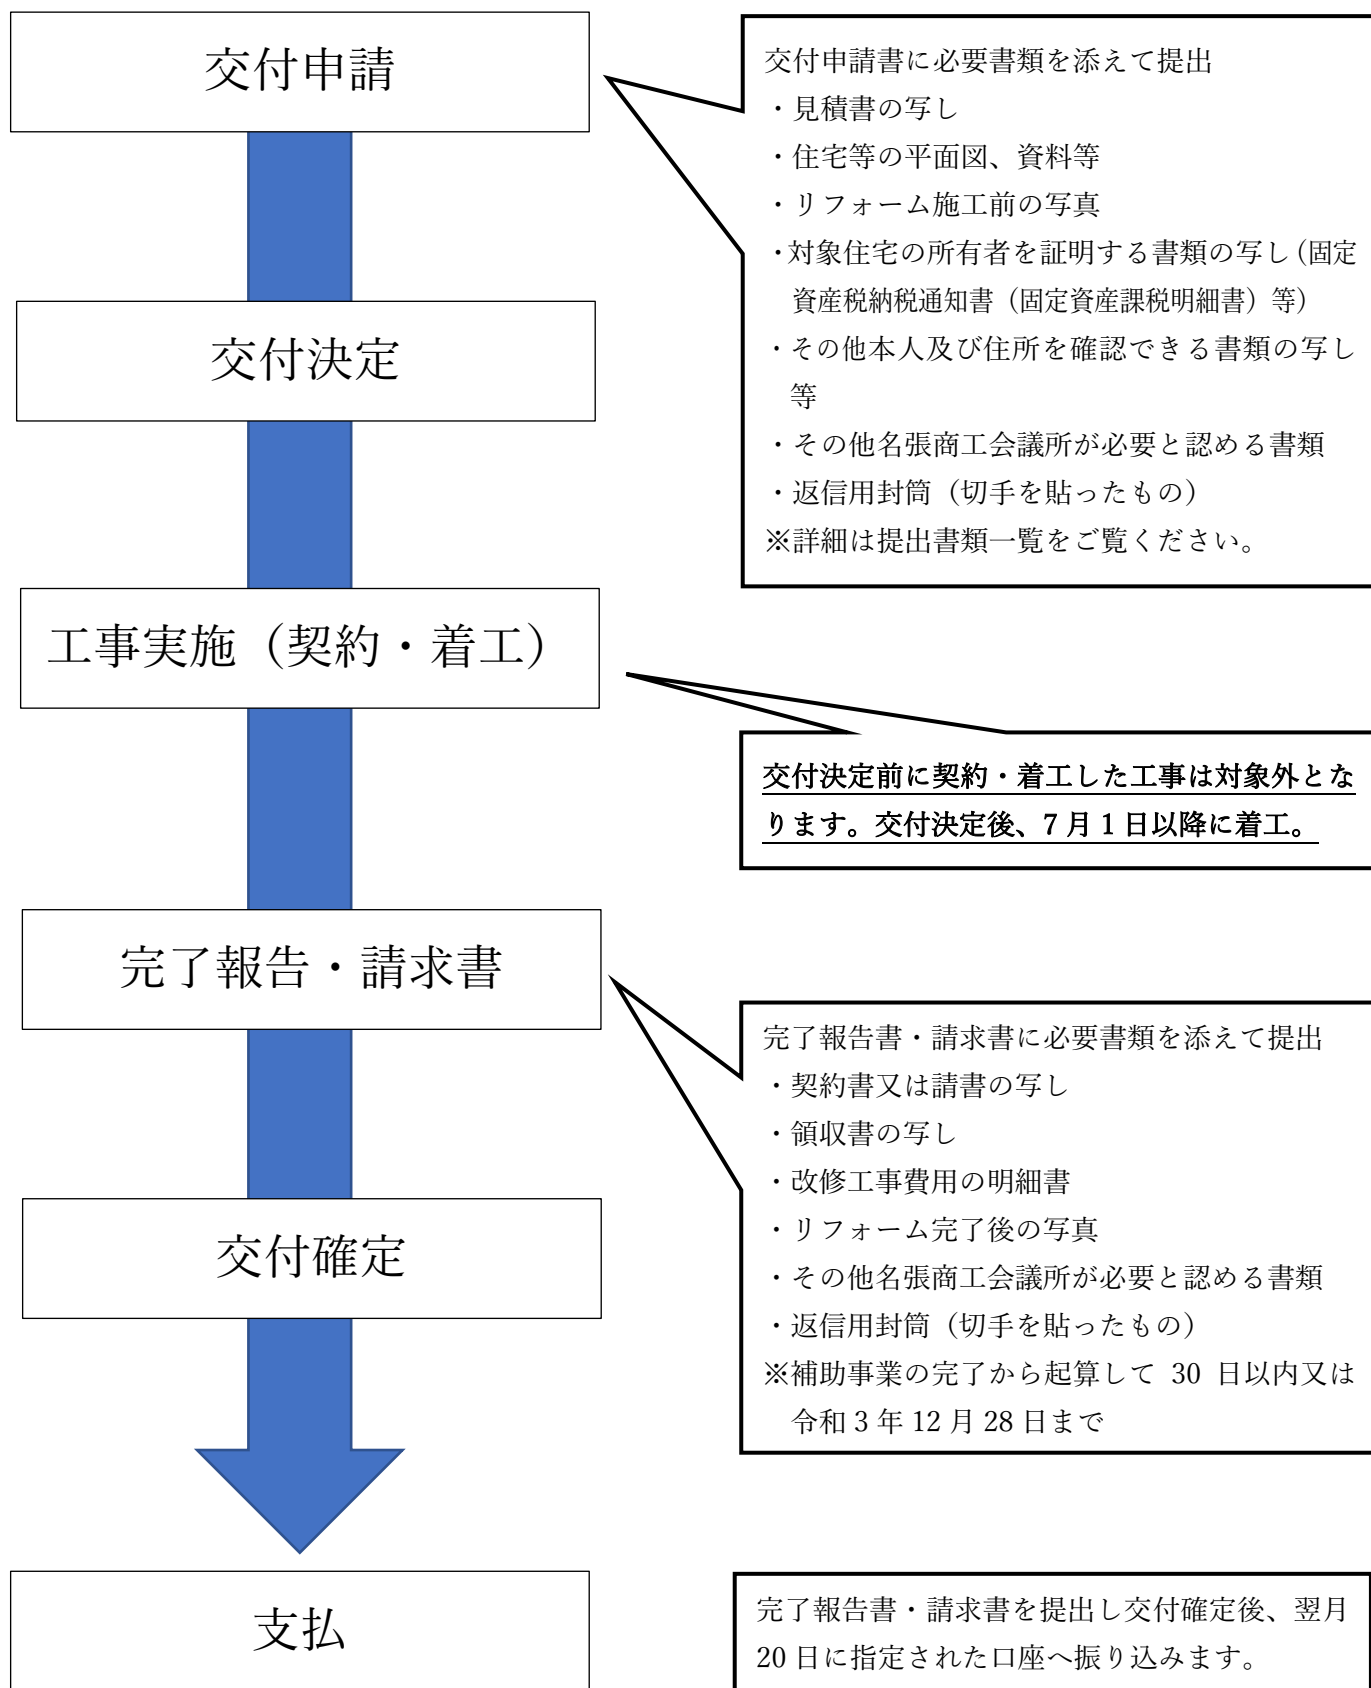 交付申請
交付申請書に必要書類を添えて提出
・見積書の写し
・住宅等の平面図、資料等
・リフォーム施工前の写真
・対象住宅の所有者を証明する書類の写し（固定
資産税納税通知書（固定資産課税明細書）等）
・その他本人及び住所を確認できる書類の写し
等
・その他名張商工会議所が必要と認める書類
・返信用封筒（切手を貼ったもの）
※詳細は提出書類一覧をご覧ください。
交付決定
工事実施（契約・着工）
交付決定前に契約・着工した工事は対象外とな
ります。交付決定後、7月1日以降に着工。
完了報告・請求書
完了報告書・請求書に必要書類を添えて提出
・契約書又は請書の写し
・領収書の写し
・改修工事費用の明細書
・リフォーム完了後の写真
・その他名張商工会議所が必要と認める書類
・返信用封筒（切手を貼ったもの）
※補助事業の完了から起算して 30 日以内又は
令和3年12月28日まで
交付確定
支払
完了報告書・請求書を提出し交付確定後、翌月
20日に指定された口座へ振り込みます。